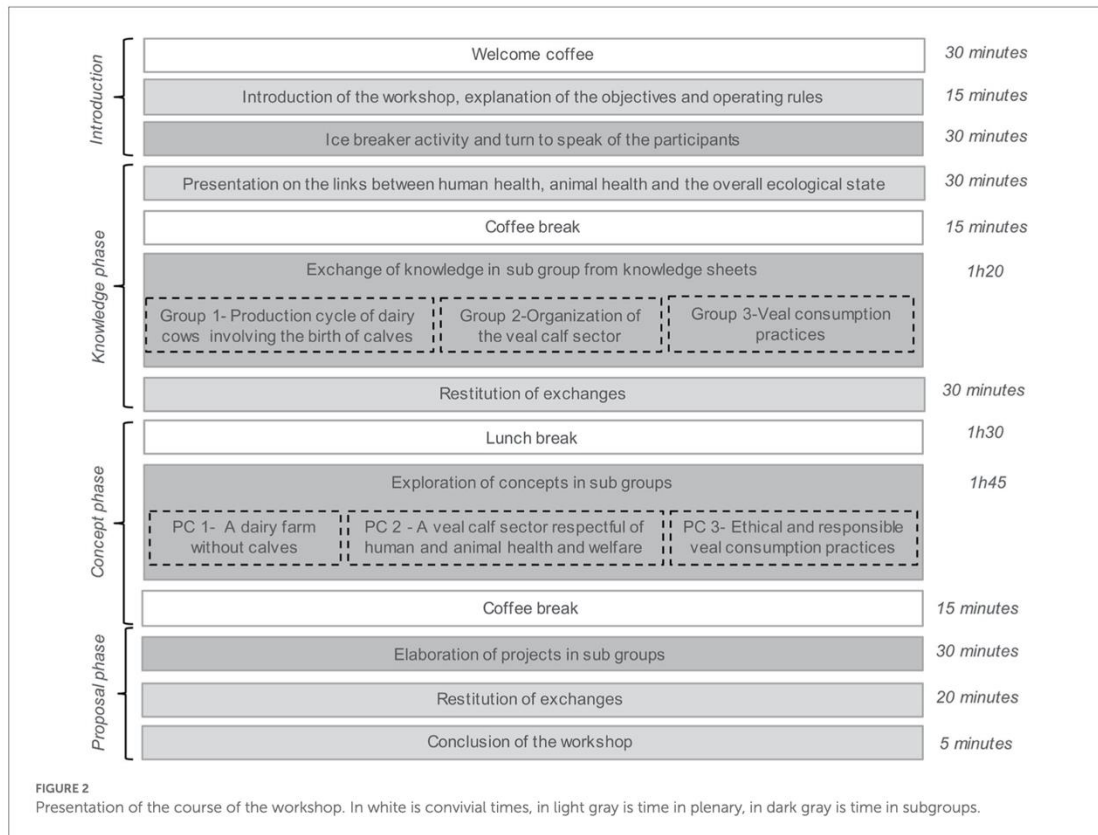 Introduction
Welcome coffee
30 minutes
Introduction of the workshop, explanation of the objectives and operating rules
15 minutes
Ice breaker activity and turn to speak of the participants
30 minutes
Knowledge phase
Presentation on the links between human health, animal health and the overall ecological state
30 minutes
Coffee break
15 minutes
Exchange of knowledge in sub group from knowledge sheets
1h20
Group 1- Production cycle of dairy
cows involving the birth of calves
Group 2-Organization of
the veal calf sector
Group 3-Veal consumption
practices
Restitution of exchanges
30 minutes
Concept phase
Lunch break
1h30
Exploration of concepts in sub groups
1h45
PC 1- A dairy farm
without calves
PC 2 - A veal calf sector respectful of
human and animal health and welfare
PC 3- Ethical and responsible
veal consumption practices
Coffee break
15 minutes
Proposal phase
Elaboration of projects in sub groups
30 minutes
Restitution of exchanges
20 minutes
Conclusion of the workshop
5 minutes
FIGURE 2
Presentation of the course of the workshop. In white is convivial times, in light gray is time in plenary, in dark gray is time in subgroups.